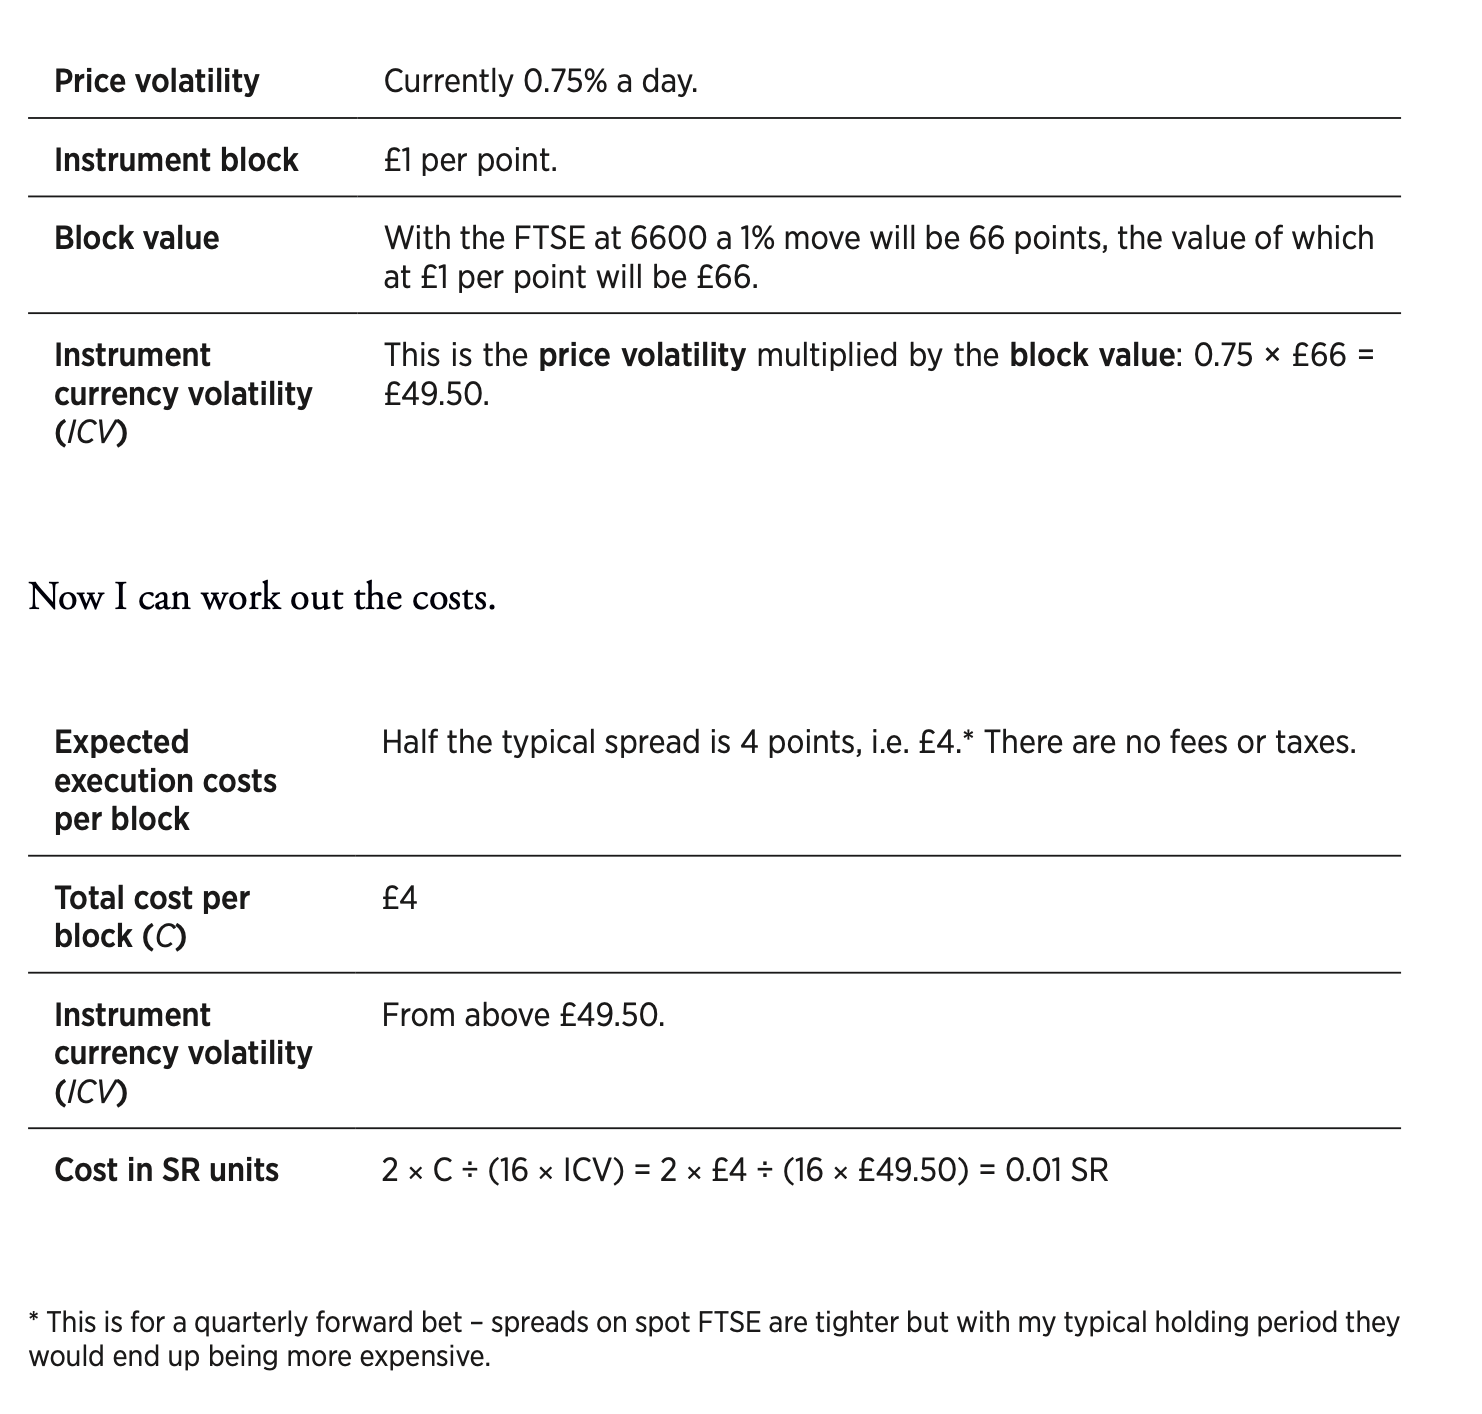 Price volatility Currently 0.75% a day.
Instrument block £1 per point.
Block value With the FTSE at 6600 a 1% move will be 66 points, the value of which
at £1 per point will be £66.
Instrument This is the price volatility multiplied by the block value: 0.75 × £66 =
currency volatility £49.50.
(ICV)
Now I can work out the costs.
Expected Half the typical spread is 4 points, i.e. £4.* There are no fees or taxes.
execution costs
per block
Total cost per £4
block (C)
Instrument From above £49.50.
currency volatility
(ICV)
Cost in SR units 2 × C ÷ (16 × ICV) = 2 × £4 ÷ (16 × £49.50) = 0.01 SR
* This is for a quarterly forward bet – spreads on spot FTSE are tighter but with my typical holding period they
would end up being more expensive.